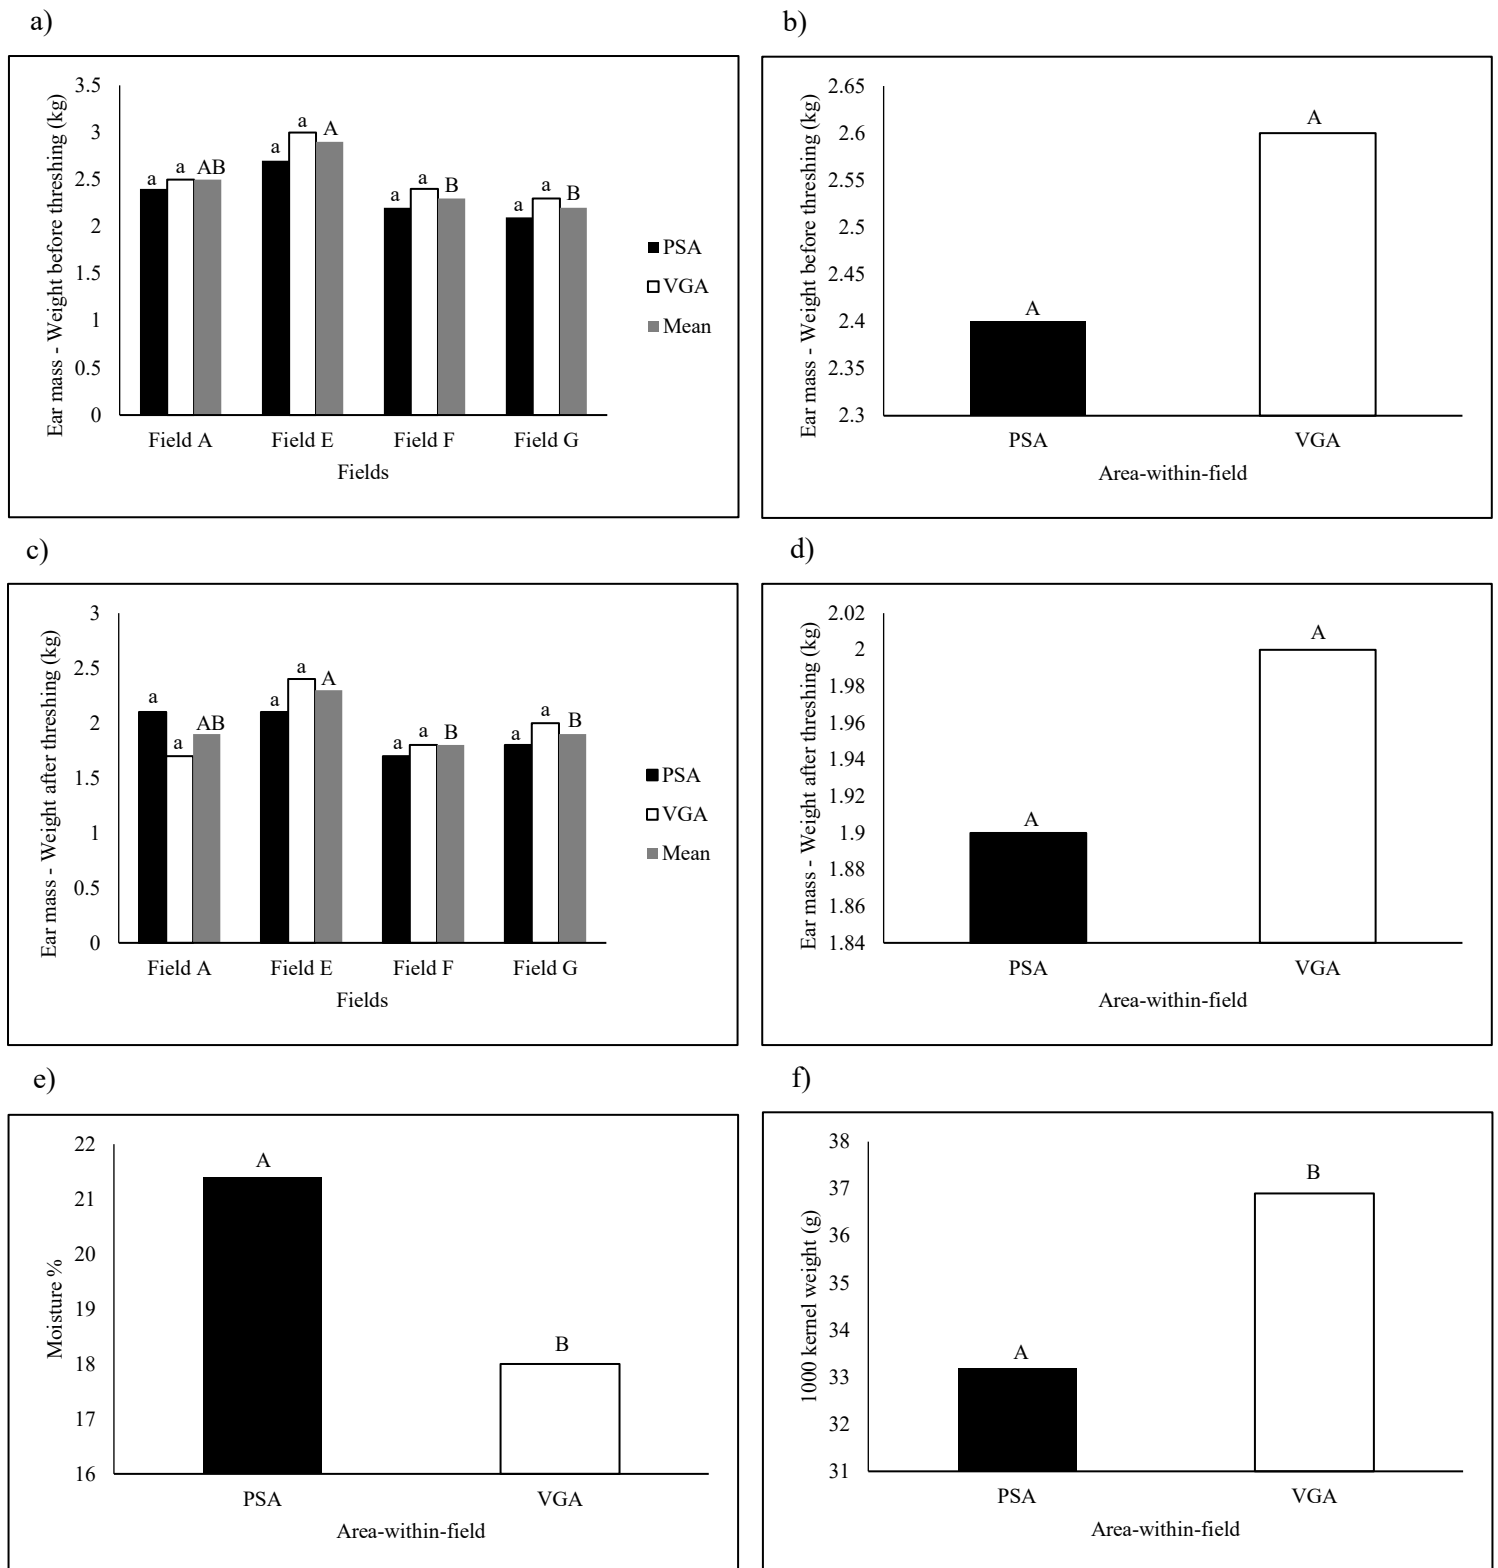 a)
Ear mass - Weight before threshing (kg)
3.5
3
2.5
2
1.5
1
0.5
0
a a AB
a a A
a a B
a a B
Field A Field E Field F Field G
Fields
PSA
VGA
Mean
b)
Ear mass - Weight before threshing (kg)
2.65
2.6
2.55
2.5
2.45
2.4
2.35
2.3
A
A
PSA VGA
Area-within-field
c)
Ear mass - Weight after threshing (kg)
3
2.5
2
1.5
1
0.5
0
a a AB
a a A
a a B
a a B
Field A Field E Field F Field G
Fields
PSA
VGA
Mean
d)
Ear mass - Weight after threshing (kg)
2.02
2
1.98
1.96
1.94
1.92
1.9
1.88
1.86
1.84
A
A
PSA VGA
Area-within-field
e)
Moisture %
22
21
20
19
18
17
16
A
B
PSA VGA
Area-within-field
f)
1000 kernel weight (g)
38
37
36
35
34
33
32
31
A
B
PSA VGA
Area-within-field